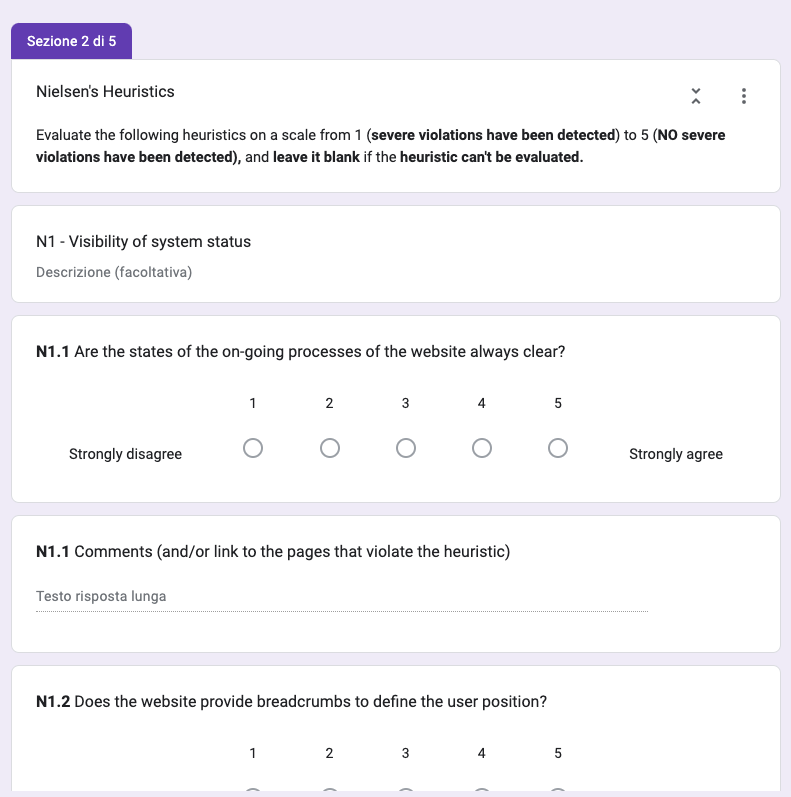 Sezione 2 di 5
Nielsen's Heuristics
Evaluate the following heuristics on a scale from 1 (severe violations have been detected) to 5 (NO severe
violations have been detected), and leave it blank if the heuristic can't be evaluated.
N1 - Visibility of system status
Descrizione (facoltativa)
N1.1 Are the states of the on-going processes of the website always clear?
1 2 3 4 5
Strongly disagree Strongly agree
N1.1 Comments (and/or link to the pages that violate the heuristic)
Testo risposta lunga
N1.2 Does the website provide breadcrumbs to define the user position?
1 2 3 4 5